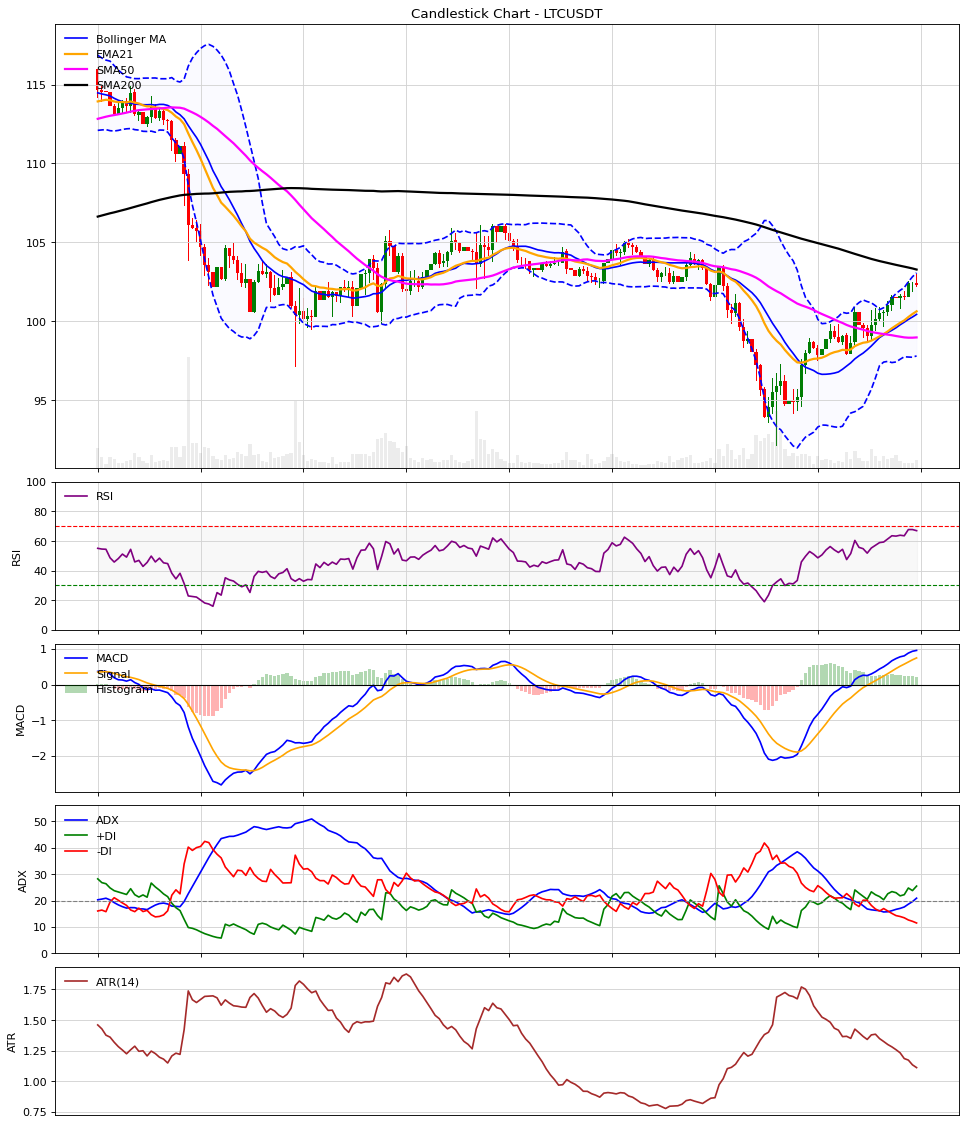 Candlestick Chart - LTCUSDT
Bollinger MA
EMA21
SMA50
SMA200
115
110
105
100
95
RSI
100
80
60
40
20
0
RSI
MACD
Signal
Histogram
1
0
−1
−2
MACD
ADX
+DI
-DI
50
40
30
20
10
0
ADX
ATR(14)
1.75
1.50
1.25
1.00
0.75
ATR